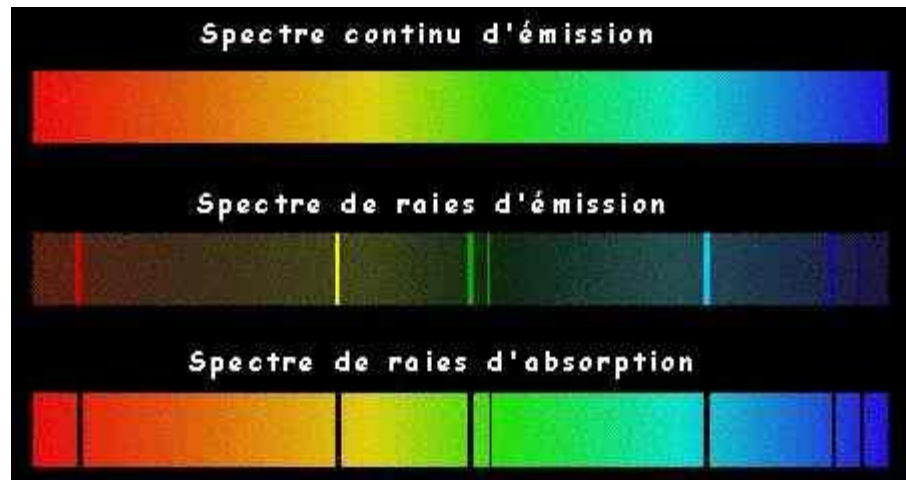 Spectre continu d'émission
Spectre de raies d'émission
Spectre de raies d'absorption